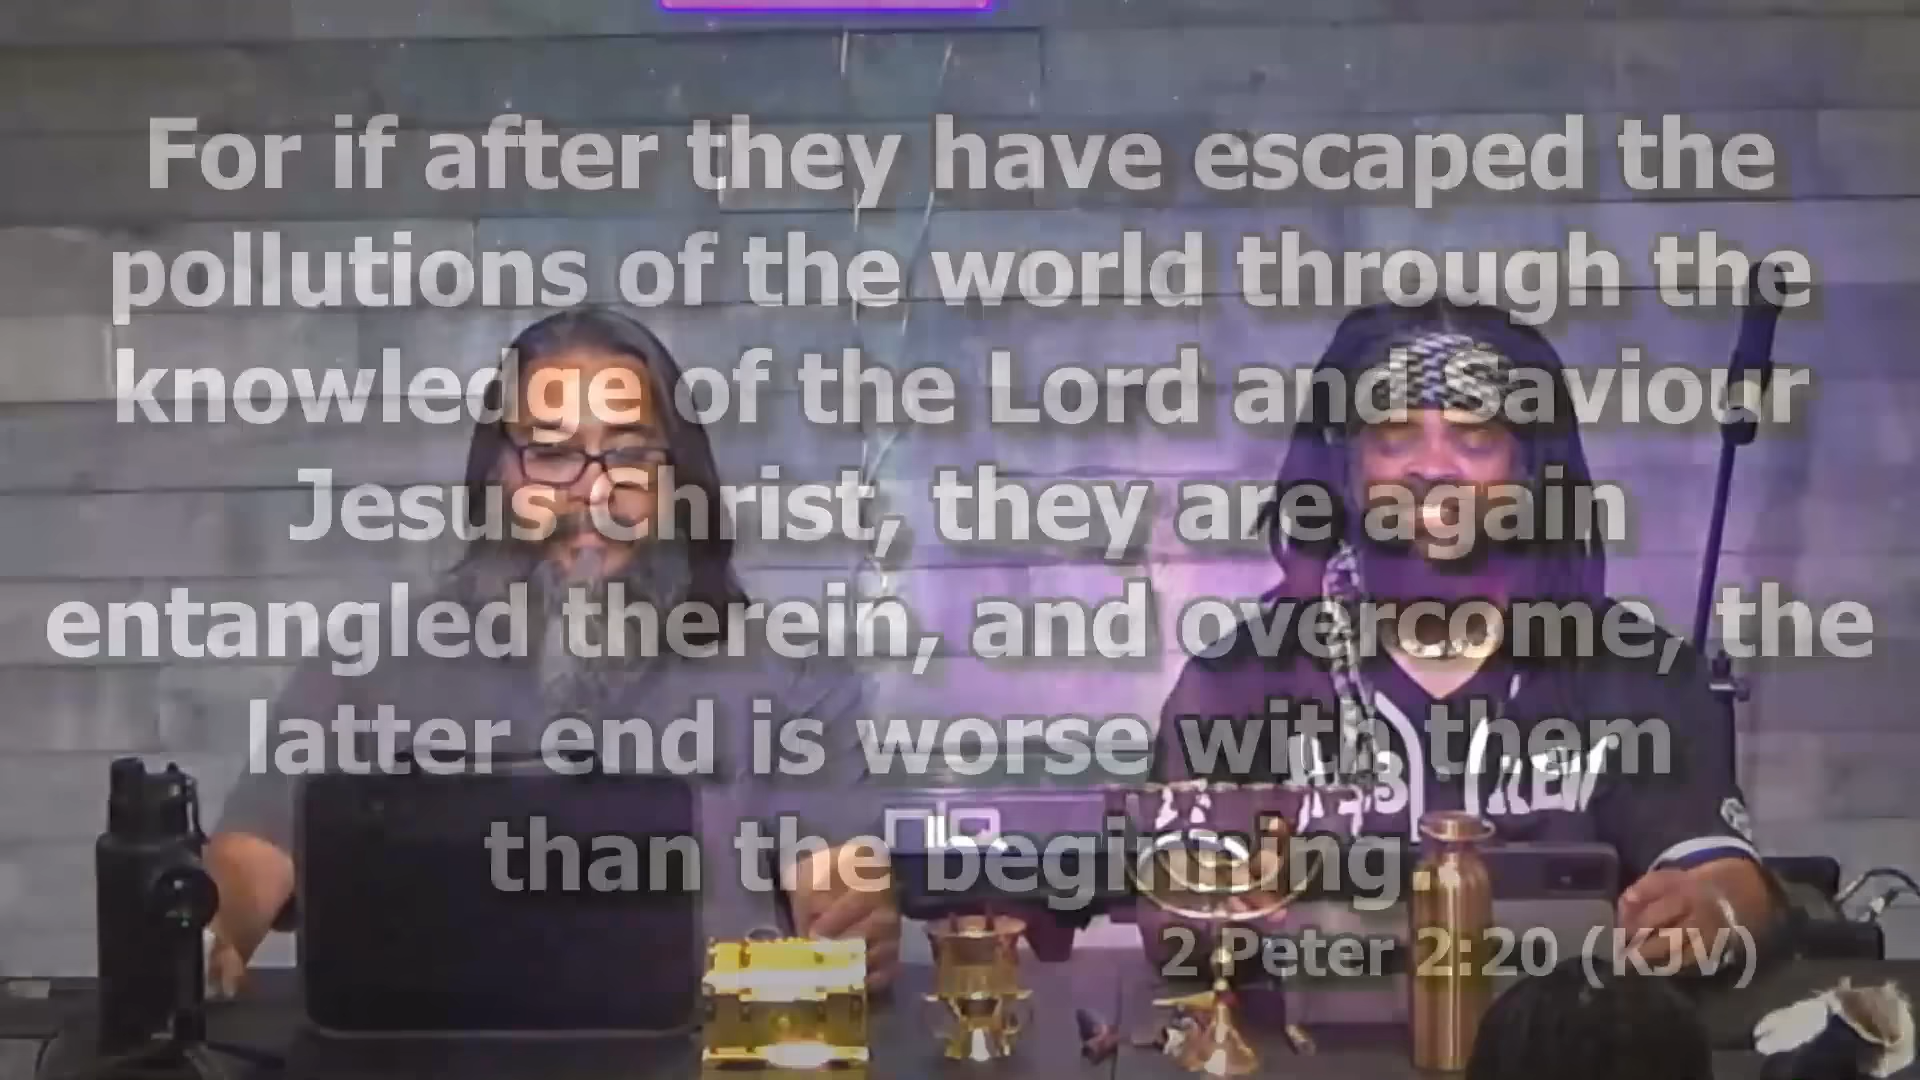 For if after they have escaped the
pollutions of the world through the
knowledge of the Lord and Saviour
Jesus Christ, they are again
entangled therein, and overcome, the
latter end is worse with them
than the beginning.
2 Peter 2:20 (KJV)